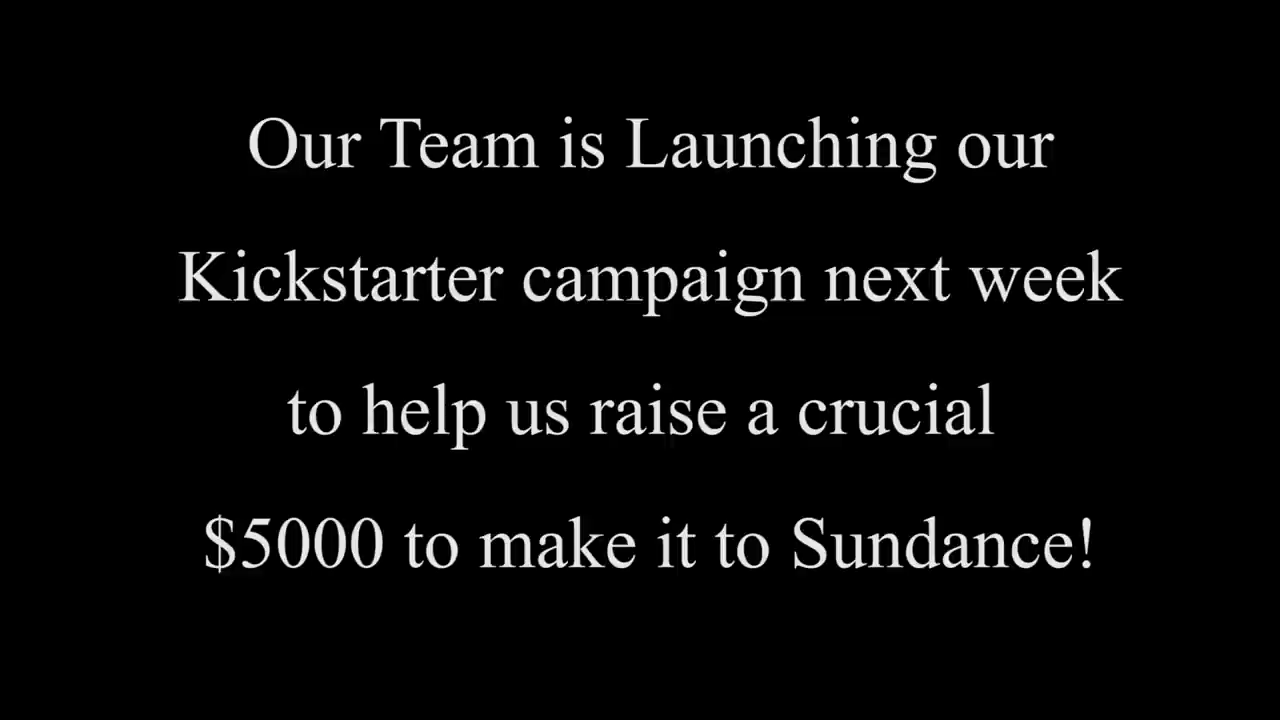 Our Team is Launching our
Kickstarter campaign next week
to help us raise a crucial
$5000 to make it to Sundance!